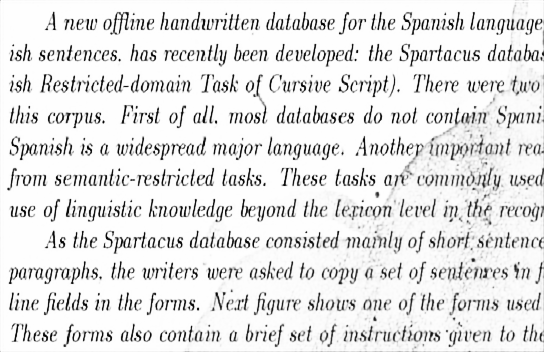 A new offline handwritten database for the Spanish language
ish sentences, has recently been developed: the Spartacus databas
ish Restricted-domain Task of Cursive Script). There were two
this corpus. First of all, most databases do not contain Spani
Spanish is a widespread major language. Another important rea
from semantic-restricted tasks. These tasks are commonly used
use of linguistic knowledge beyond the lexicon level in the recogn
As the Spartacus database consisted mainly of short sentence
paragraphs, the writers were asked to copy a set of sentences in f
line fields in the forms. Next figure shows one of the forms used
These forms also contain a brief set of instructions given to the